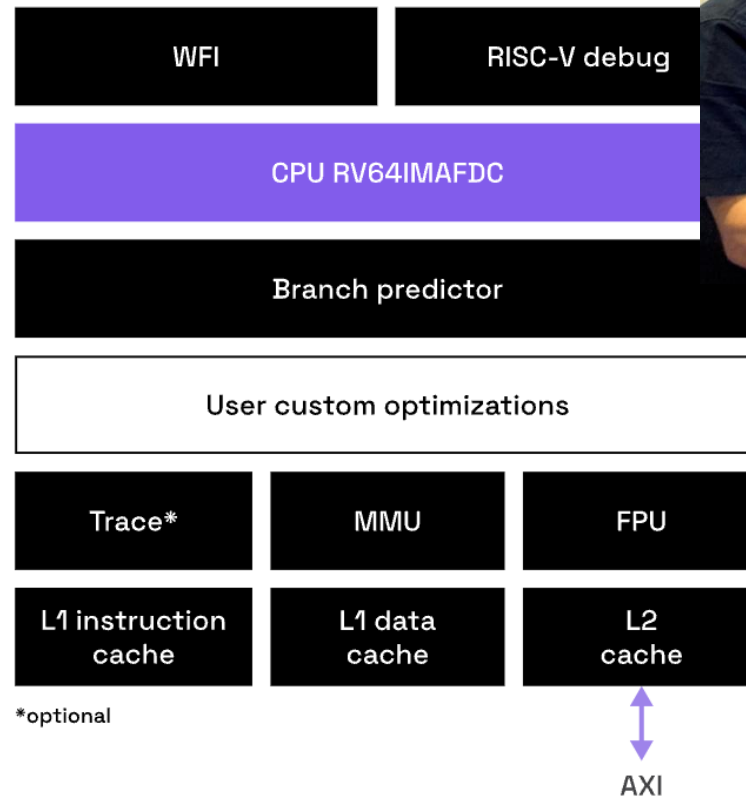 WFI
RISC-V debug
CPU RV64IMAFDC
Branch predictor
User custom optimizations
Trace*
MMU
FPU
L1 instruction
cache
L1 data
cache
L2
cache
*optional
AXI